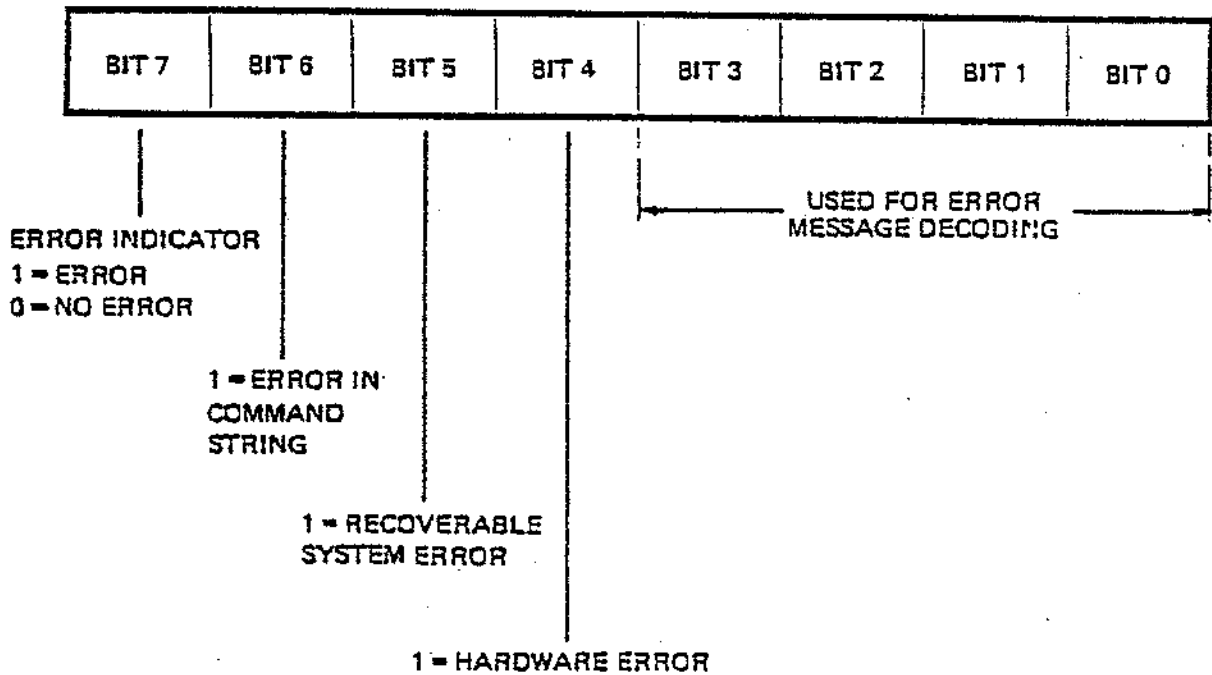 BIT 7 BIT 6 BIT 5 BIT 4 BIT 3 BIT 2 BIT 1 BIT 0
USED FOR ERROR
MESSAGE DECODING
ERROR INDICATOR
1 = ERROR
0 = NO ERROR
1 = ERROR IN
COMMAND
STRING
1 = RECOVERABLE
SYSTEM ERROR
1 = HARDWARE ERROR